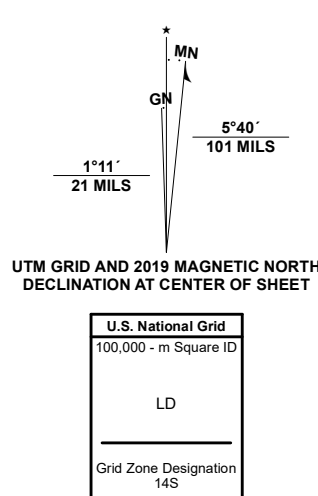 ★
MN
GN
5°40´
101 MILS
1°11´
21 MILS
UTM GRID AND 2019 MAGNETIC NORTH
DECLINATION AT CENTER OF SHEET
U.S. National Grid
100,000 - m Square ID
LD
Grid Zone Designation
14S